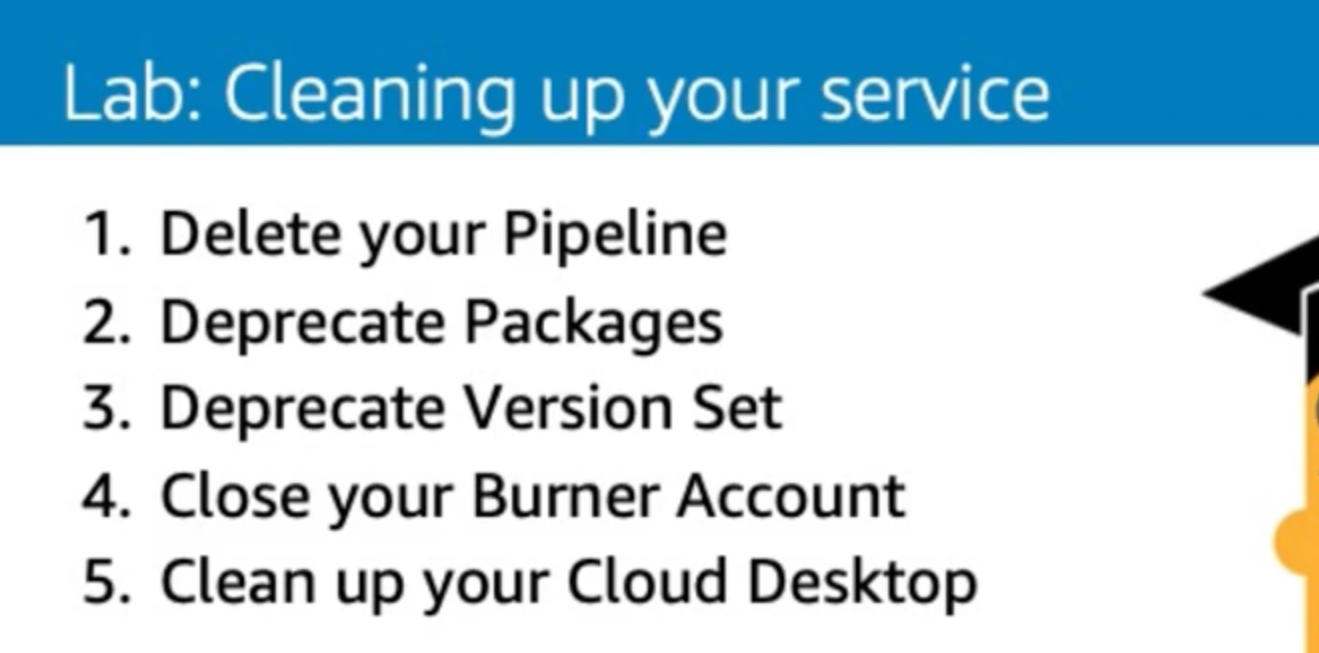 Lab: Cleaning up your service
1. Delete your Pipeline
2. Deprecate Packages
3. Deprecate Version Set
4. Close your Burner Account
5. Clean up your Cloud Desktop